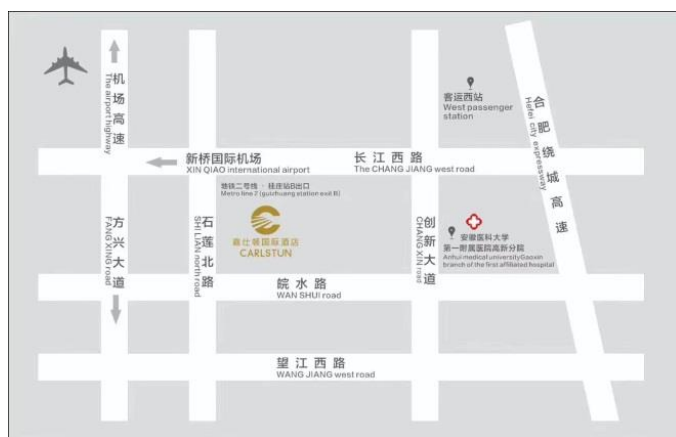 机场高速
The airport highway
客运西站
West passenger
station
合肥绕城高速
Hefei city expressway
新桥国际机场
XIN QIAO international airport
长江西路
The CHANG JIANG west road
地铁二号线 · 桂庄站B出口
Metro line 2 (guizhuang station exit B)
方兴大道
FANG XING road
石莲北路
SHI LIAN north road
嘉仕顿国际酒店
CARLSTUN
创新大道
CHANG XIN road
安徽医科大学
第一附属医院高新分院
Anhui medical universityGaoxin
branch of the first affiliated hospital
皖水路
WAN SHUI road
望江西路
WANG JIANG west road